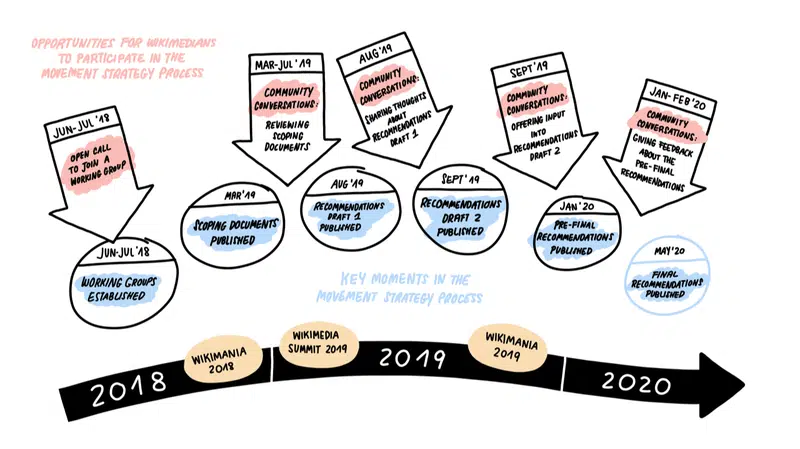 OPPORTUNITIES FOR WIKIMEDIANS
TO PARTICIPATE IN THE
MOVEMENT STRATEGY PROCESS
JUN-JUL '18
OPEN CALL
TO JOIN A
WORKING GROUP
MAR-JUL '19
COMMUNITY
CONVERSATIONS:
REVIEWING
SCOPING
DOCUMENTS
AUG '19
COMMUNITY
CONVERSATIONS:
SHARING THOUGHTS
ABOUT
RECOMMENDATIONS
DRAFT 1
SEPT '19
COMMUNITY
CONVERSATIONS:
OFFERING INPUT
INTO
RECOMMENDATIONS
DRAFT 2
JAN-FEB '20
COMMUNITY
CONVERSATIONS:
GIVING FEEDBACK
ABOUT THE
PRE-FINAL
RECOMMENDATIONS
JUN-JUL '18
WORKING GROUPS
ESTABLISHED
MAR '19
SCOPING DOCUMENTS
PUBLISHED
AUG '19
RECOMMENDATIONS
DRAFT 1
PUBLISHED
SEPT '19
RECOMMENDATIONS
DRAFT 2
PUBLISHED
JAN '20
PRE-FINAL
RECOMMENDATIONS
PUBLISHED
MAY '20
FINAL
RECOMMENDATIONS
PUBLISHED
KEY MOMENTS IN THE
MOVEMENT STRATEGY PROCESS
2018
WIKIMANIA
2018
WIKIMEDIA
SUMMIT 2019
2019
WIKIMANIA
2019
2020